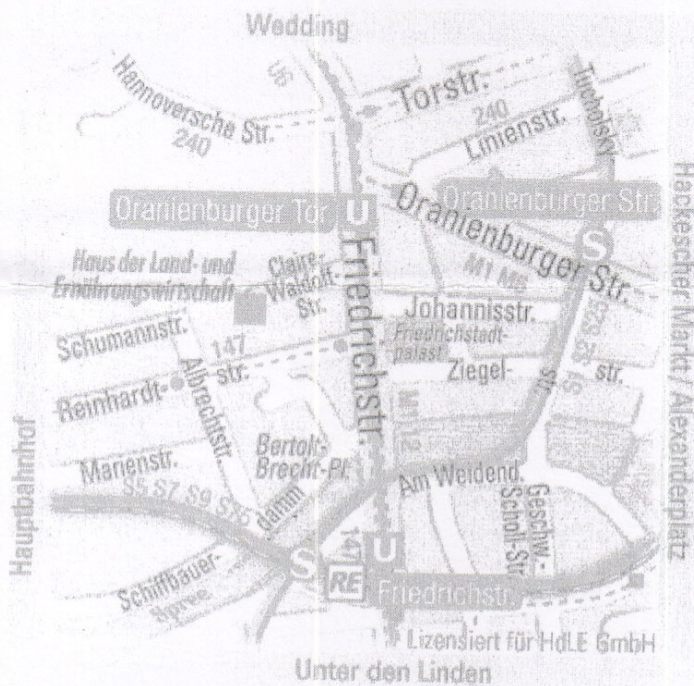 Wedding
U6
Hannoversche Str.
240
Torstr.
240
Linienstr.
Tucholsky
Oranienburger Tor
U
Oranienburger Str.
S
Oranienburger Str.
M1 M6
Haus der Land- und
Ernährungswirtschaft
Claire-
Waldoff-
Str.
Friedrichstr.
Johannisstr.
Friedrichstadt-
palast
Schumannstr.
147
Reinhardt-
str.
Albrechtstr.
Ziegel-
str.
Marienstr.
Bertolt-
Brecht-Pl.
M1 12
Am Weidend.
Geschw.-
Scholl-Str.
S5 S7 S9
Schiffbauer-
damm
Spree
S
147
RE
U
Friedrichstr.
Hauptbahnhof
Hackescher Markt / Alexanderplatz
Lizensiert für HdLE GmbH
Unter den Linden